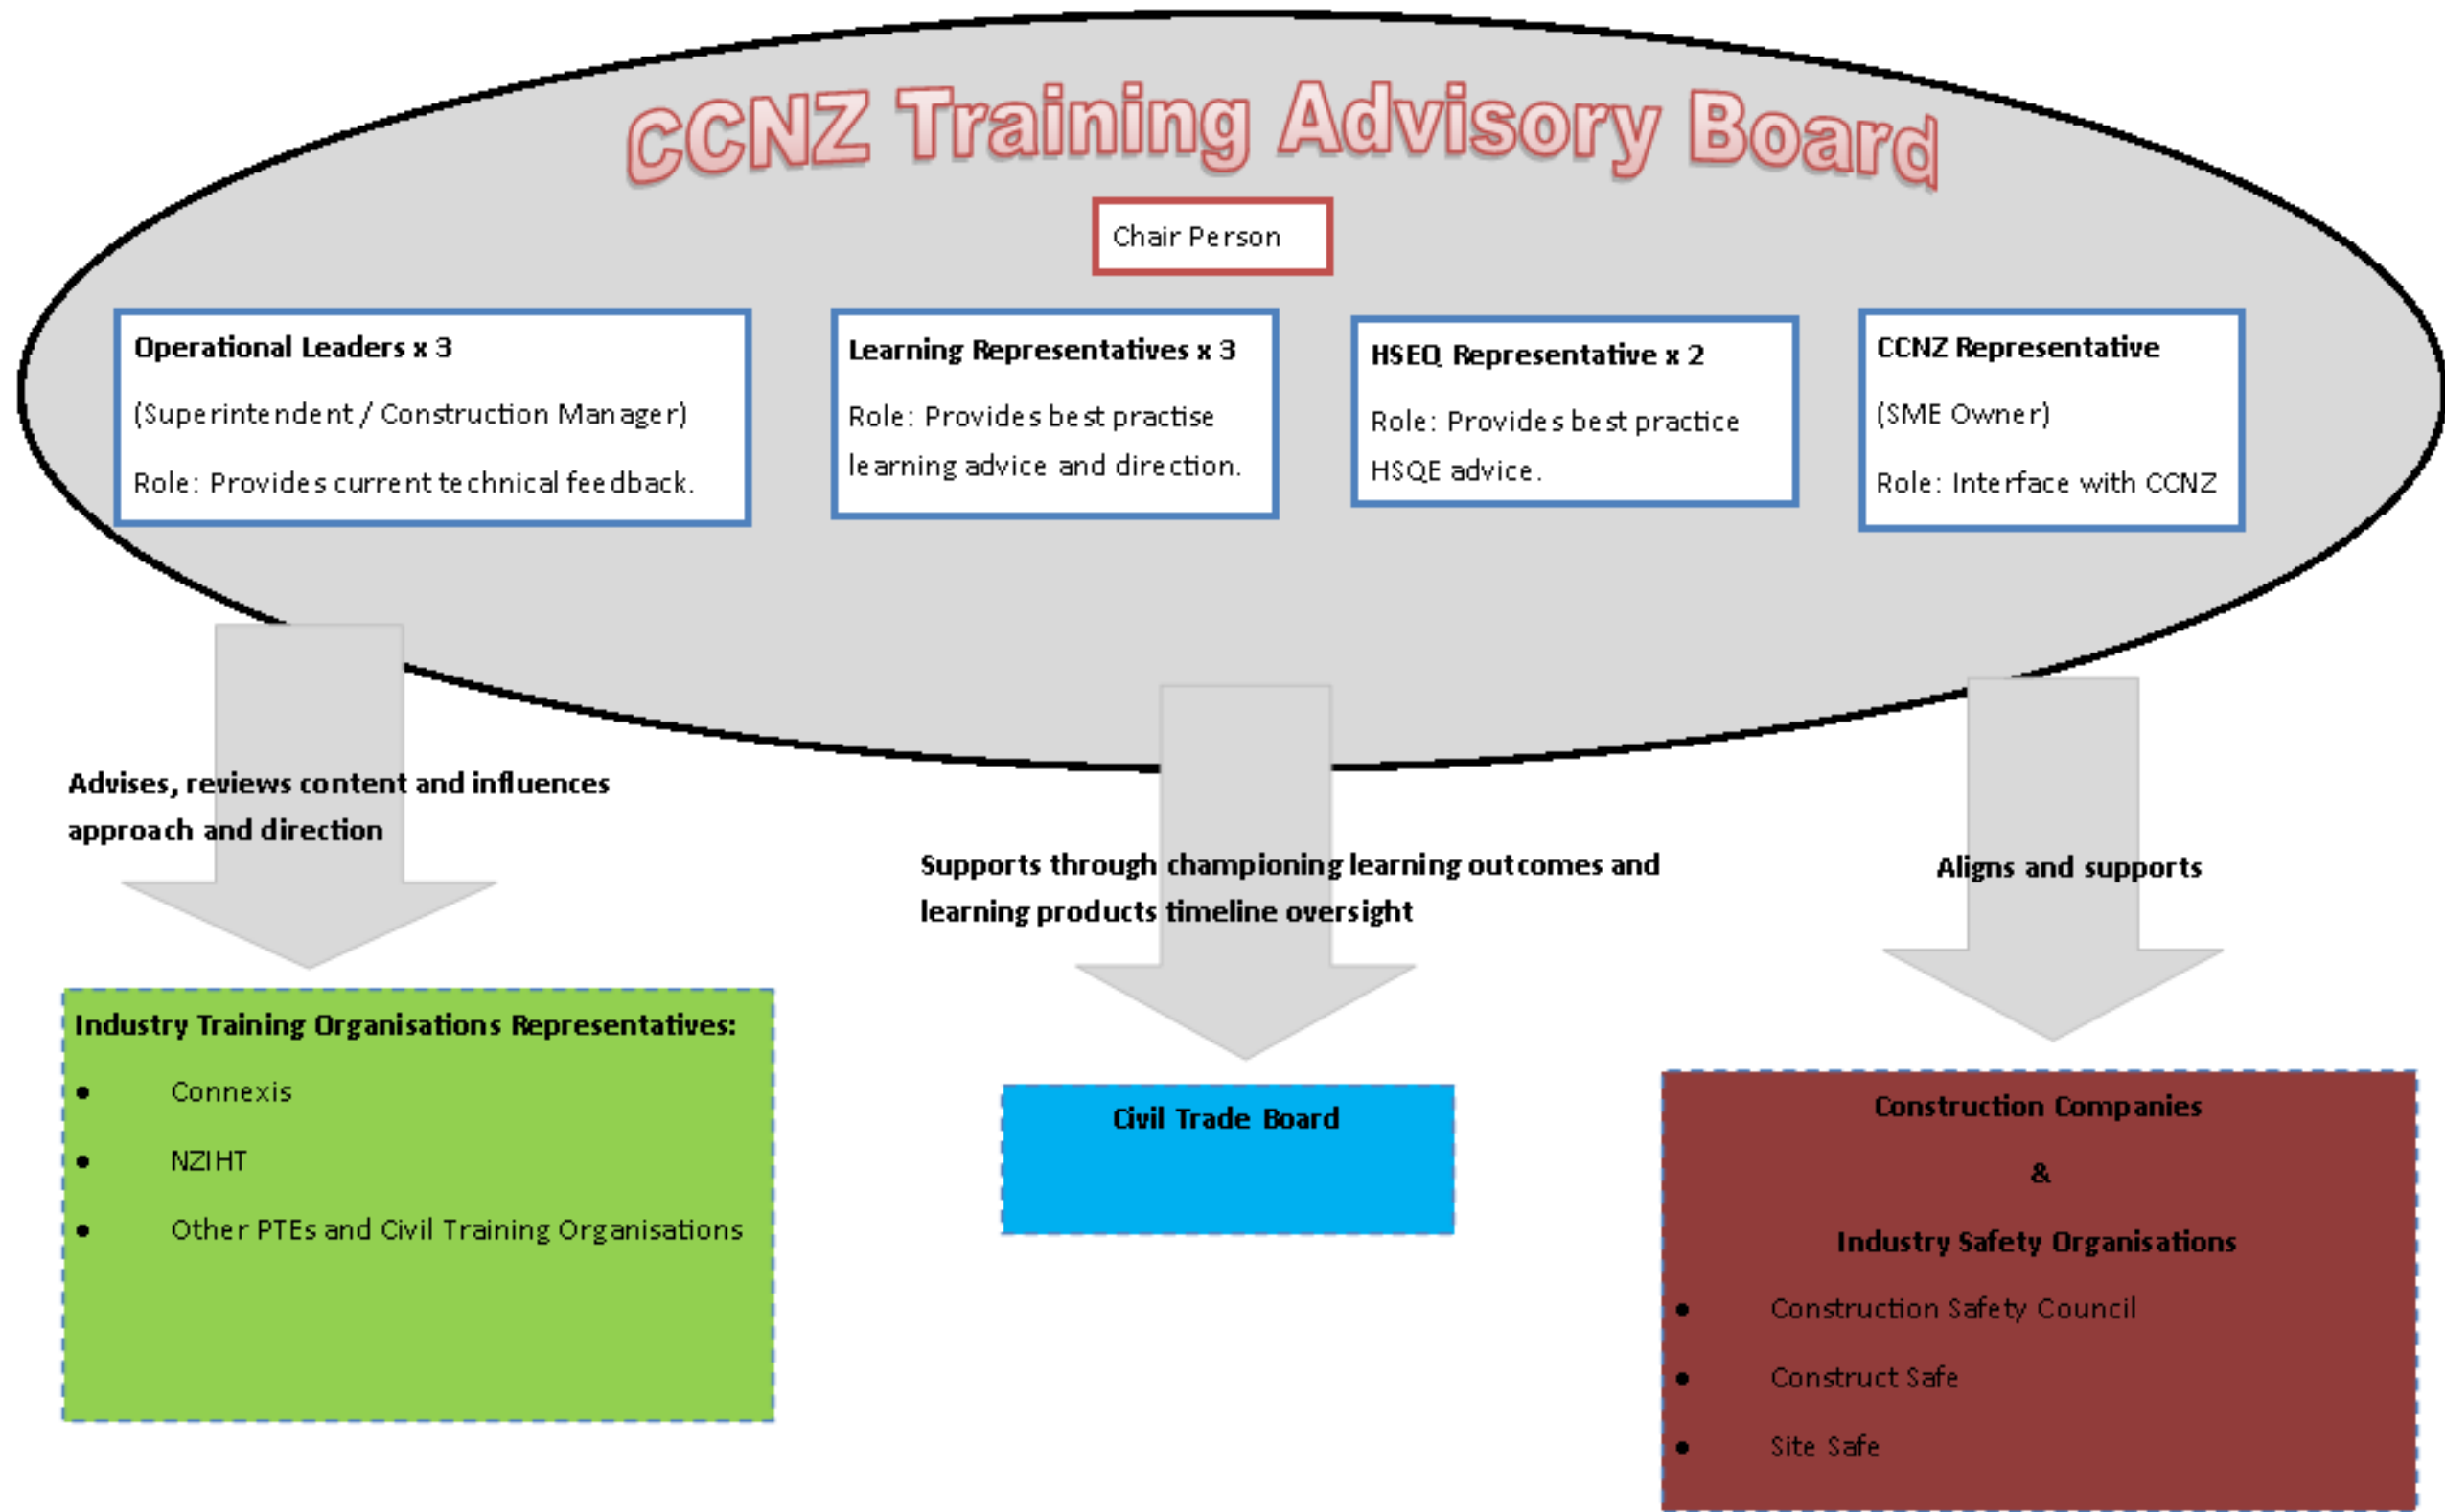 CCNZ Training Advisory Board
Chair Person
Operational Leaders x 3
(Superintendent / Construction Manager)
Role: Provides current technical feedback.
Learning Representatives x 3
Role: Provides best practise
learning advice and direction.
HSEQ Representative x 2
Role: Provides best practice
HSQE advice.
CCNZ Representative
(SME Owner)
Role: Interface with CCNZ
Advises, reviews content and influences
approach and direction
Supports through championing learning outcomes and
learning products timeline oversight
Aligns and supports
Industry Training Organisations Representatives:
• Connexis
• NZIHT
• Other PTEs and Civil Training Organisations
Civil Trade Board
Construction Companies
&
Industry Safety Organisations
• Construction Safety Council
• Construct Safe
• Site Safe